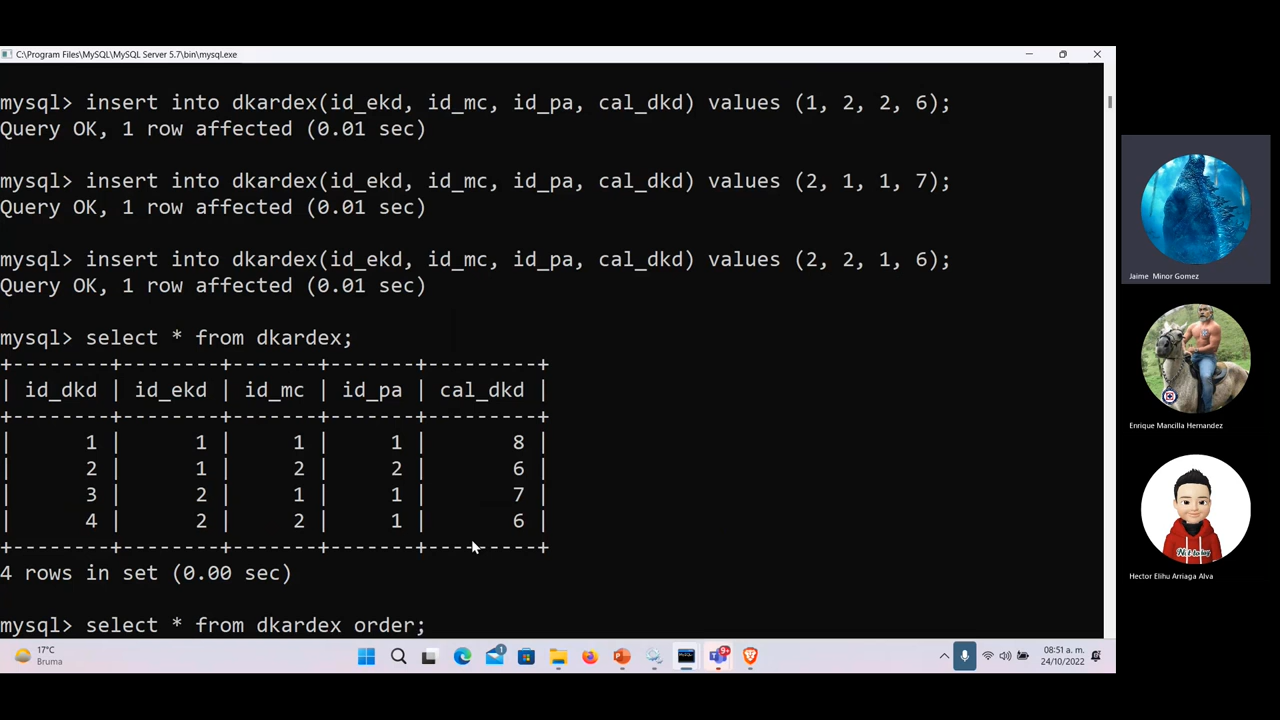 C:\Program Files\MySQL\MySQL Server 5.7\bin\mysql.exe
mysql> insert into dkardex(id_ekd, id_mc, id_pa, cal_dkd) values (1, 2, 2, 6);
Query OK, 1 row affected (0.01 sec)
mysql> insert into dkardex(id_ekd, id_mc, id_pa, cal_dkd) values (2, 1, 1, 7);
Query OK, 1 row affected (0.01 sec)
mysql> insert into dkardex(id_ekd, id_mc, id_pa, cal_dkd) values (2, 2, 1, 6);
Query OK, 1 row affected (0.01 sec)
mysql> select * from dkardex;
+--------+--------+-------+-------+---------+
| id_dkd | id_ekd | id_mc | id_pa | cal_dkd |
+--------+--------+-------+-------+---------+
|      1 |      1 |     1 |     1 |       8 |
|      2 |      1 |     2 |     2 |       6 |
|      3 |      2 |     1 |     1 |       7 |
|      4 |      2 |     2 |     1 |       6 |
+--------+--------+-------+-------+---------+
4 rows in set (0.00 sec)
mysql> select * from dkardex order;
Jaime Minor Gomez
Enrique Mancilla Hernandez
Hector Elihu Arriaga Alva
17°C
Bruma
1
9+
08:51 a. m.
24/10/2022